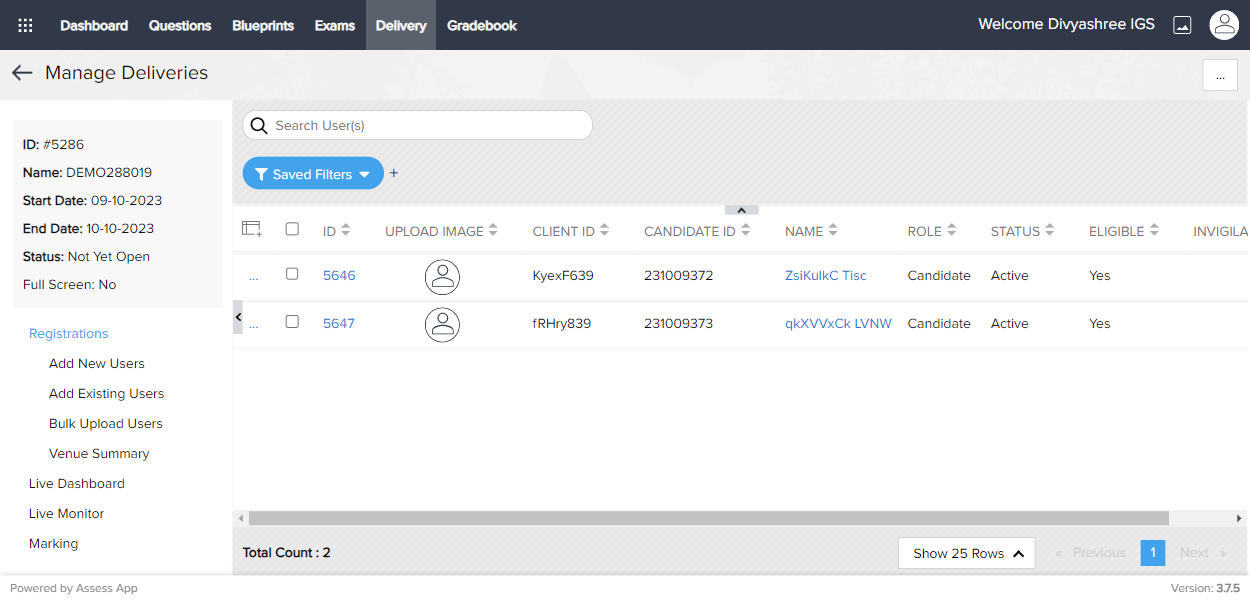 Dashboard Questions Blueprints Exams Delivery Gradebook Welcome Divyashree IGS
Manage Deliveries ...
ID: #5286
Name: DEMO288019
Start Date: 09-10-2023
End Date: 10-10-2023
Status: Not Yet Open
Full Screen: No
Registrations
Add New Users
Add Existing Users
Bulk Upload Users
Venue Summary
Live Dashboard
Live Monitor
Marking
Search User(s)
Saved Filters +
ID UPLOAD IMAGE CLIENT ID CANDIDATE ID NAME ROLE STATUS ELIGIBLE INVIGILA
... 5646 KyexF639 231009372 ZsiKulkC Tisc Candidate Active Yes
... 5647 fRHry839 231009373 qkXVVxCk LVNW Candidate Active Yes
Total Count : 2 Show 25 Rows « Previous 1 Next »
Powered by Assess App Version: 3.7.5